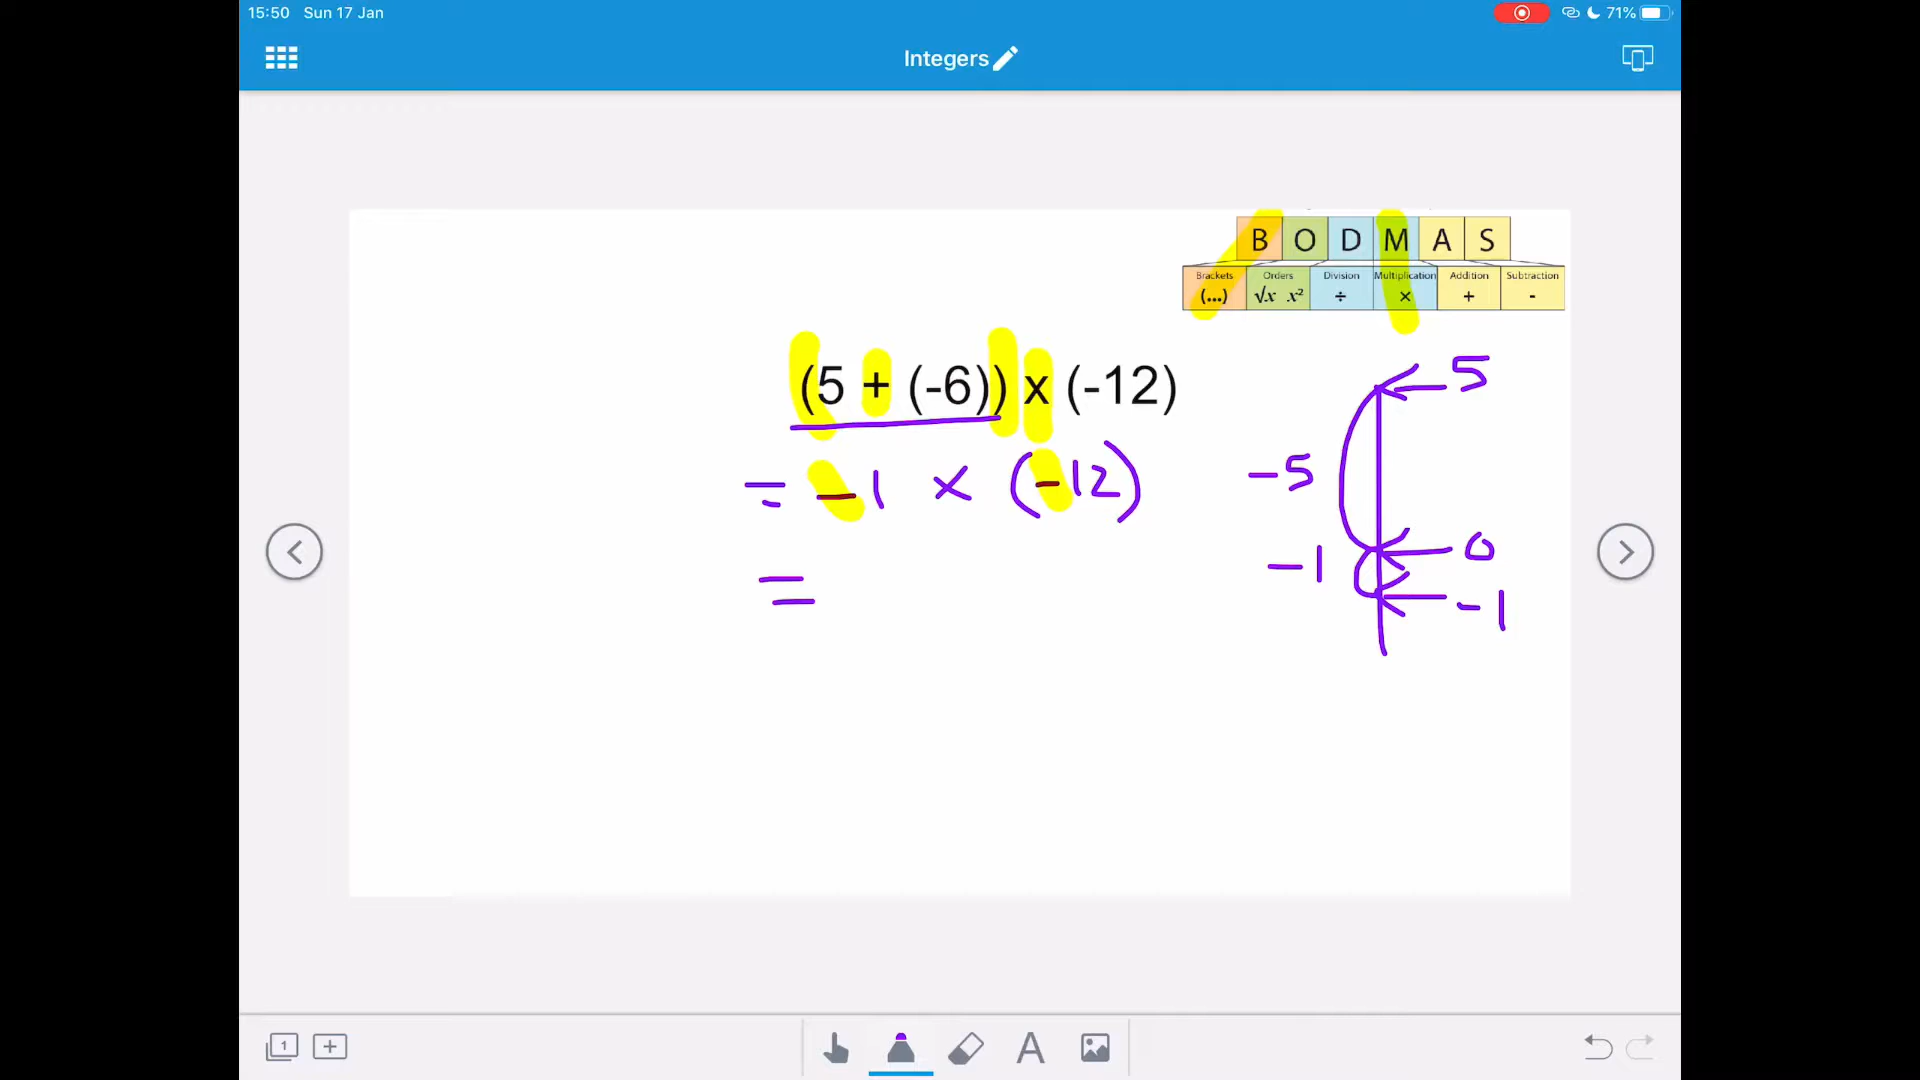 15:50 Sun 17 Jan
71%
Integers
B O D M A S
Brackets Orders Division Multiplication Addition Subtraction
(...) √x x² ÷ × + -
(5 + (-6)) x (-12)
= -1 × (-12)
=
5
-5
0
-1
-1
1
A